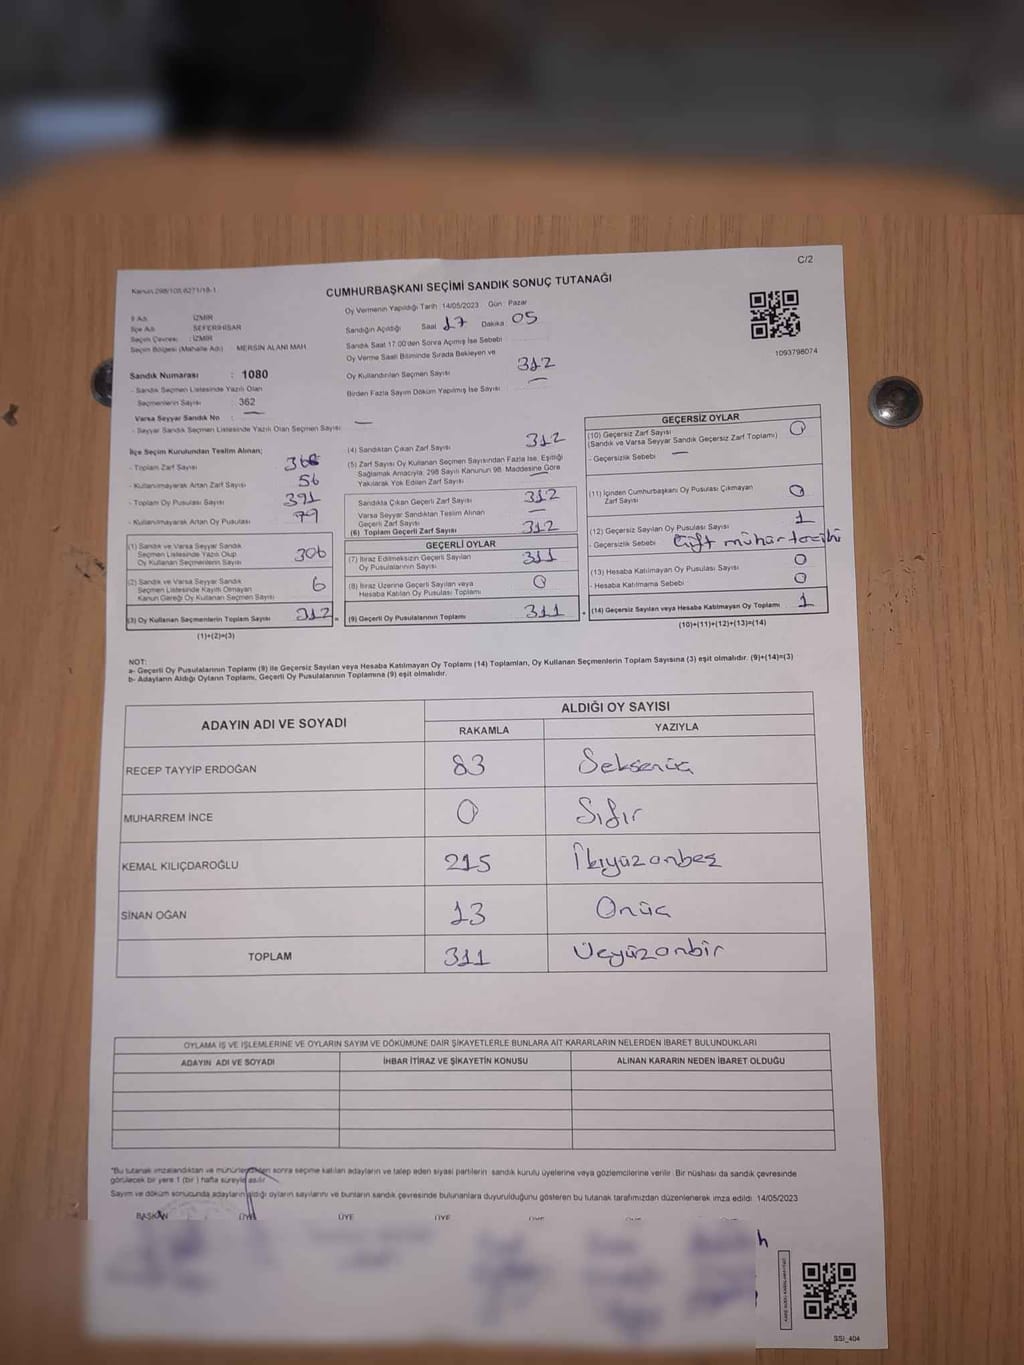 C/2
Kanun:298/105,6271/18-1
CUMHURBAŞKANI SEÇİMİ SANDIK SONUÇ TUTANAĞI
İl Adı : İZMİR
İlçe Adı : SEFERİHİSAR
Seçim Çevresi : İZMİR
Seçim Bölgesi (Mahalle Adı) : MERSİN ALANI MAH.
Sandık Numarası : 1080
- Sandık Seçmen Listesinde Yazılı Olan
Seçmenlerin Sayısı : 362
Varsa Seyyar Sandık No : —
- Seyyar Sandık Seçmen Listesinde Yazılı Olan Seçmen Sayısı : —
Oy Vermenin Yapıldığı Tarih : 14/05/2023 Gün : Pazar
Sandığın Açıldığı Saat 17 Dakika 05
Sandık Saat 17:00'den Sonra Açılmış İse Sebebi
Oy Verme Saati Bitiminde Sırada Bekleyen ve
Oy Kullandırılan Seçmen Sayısı 312
Birden Fazla Sayım Döküm Yapılmış İse Sayısı —
1093798074
İlçe Seçim Kurulundan Teslim Alınan;
- Toplam Zarf Sayısı
- Kullanılmayarak Artan Zarf Sayısı 56
- Toplam Oy Pusulası Sayısı 391
- Kullanılmayarak Artan Oy Pusulası 79
(1) Sandık ve Varsa Seyyar Sandık
Seçmen Listesinde Yazılı Olup
Oy Kullanan Seçmenlerin Sayısı 306
(2) Sandık ve Varsa Seyyar Sandık
Seçmen Listesinde Kayıtlı Olmayan
Kanun Gereği Oy Kullanan Seçmen Sayısı 6
(3) Oy Kullanan Seçmenlerin Toplam Sayısı 312 =
(1)+(2)=(3)
(4) Sandıktan Çıkan Zarf Sayısı 312
(5) Zarf Sayısı Oy Kullanan Seçmen Sayısından Fazla İse, Eşitliği
Sağlamak Amacıyla, 298 Sayılı Kanunun 98. Maddesine Göre
Yakılarak Yok Edilen Zarf Sayısı —
Sandıkta Çıkan Geçerli Zarf Sayısı 312
Varsa Seyyar Sandıktan Teslim Alınan
Geçerli Zarf Sayısı —
(6) Toplam Geçerli Zarf Sayısı 312
GEÇERLİ OYLAR
(7) İtiraz Edilmeksizin Geçerli Sayılan
Oy Pusulalarının Sayısı 311
(8) İtiraz Üzerine Geçerli Sayılan veya
Hesaba Katılan Oy Pusulası Toplamı 0
(9) Geçerli Oy Pusulalarının Toplamı 311 +
GEÇERSİZ OYLAR
(10) Geçersiz Zarf Sayısı 0
(Sandık ve Varsa Seyyar Sandık Geçersiz Zarf Toplamı)
- Geçersizlik Sebebi —
(11) İçinden Cumhurbaşkanı Oy Pusulası Çıkmayan
Zarf Sayısı 0
(12) Geçersiz Sayılan Oy Pusulası Sayısı 1
- Geçersizlik Sebebi Çift mühür tercihi
(13) Hesaba Katılmayan Oy Pusulası Sayısı 0
- Hesaba Katılmama Sebebi 0
(14) Geçersiz Sayılan veya Hesaba Katılmayan Oy Toplamı 1
(10)+(11)+(12)+(13)=(14)
NOT:
a- Geçerli Oy Pusulalarının Toplamı (9) ile Geçersiz Sayılan veya Hesaba Katılmayan Oy Toplamı (14) Toplamları, Oy Kullanan Seçmenlerin Toplam Sayısına (3) eşit olmalıdır. (9)+(14)=(3)
b- Adayların Aldığı Oyların Toplamı, Geçerli Oy Pusulalarının Toplamına (9) eşit olmalıdır.
ADAYIN ADI VE SOYADI
ALDIĞI OY SAYISI
RAKAMLA YAZIYLA
RECEP TAYYİP ERDOĞAN 83 Seksenüç
MUHARREM İNCE 0 Sıfır
KEMAL KILIÇDAROĞLU 215 İkiyüzonbeş
SİNAN OĞAN 13 Onüç
TOPLAM 311 Üçyüzonbir
OYLAMA İŞ VE İŞLEMLERİNE VE OYLARIN SAYIM VE DÖKÜMÜNE DAİR ŞİKAYETLERLE BUNLARA AİT KARARLARIN NELERDEN İBARET BULUNDUKLARI
ADAYIN ADI VE SOYADI İHBAR İTİRAZ VE ŞİKAYETİN KONUSU ALINAN KARARIN NEDEN İBARET OLDUĞU
*Bu tutanak imzalandıktan ve mühürlendikten sonra seçime katılan adayların ve talep eden siyasi partilerin sandık kurulu üyelerine veya gözlemcilerine verilir. Bir nüshası da sandık çevresinde
görülecek bir yere 1 (bir) hafta süreyle asılır.
Sayım ve döküm sonucunda adayların aldığı oyların sayılarını ve bunların sandık çevresinde bulunanlara duyurulduğunu gösteren bu tutanak tarafımızdan düzenlenerek imza edildi. 14/05/2023
BAŞKAN ÜYE ÜYE ÜYE ÜYE
SSİ_404